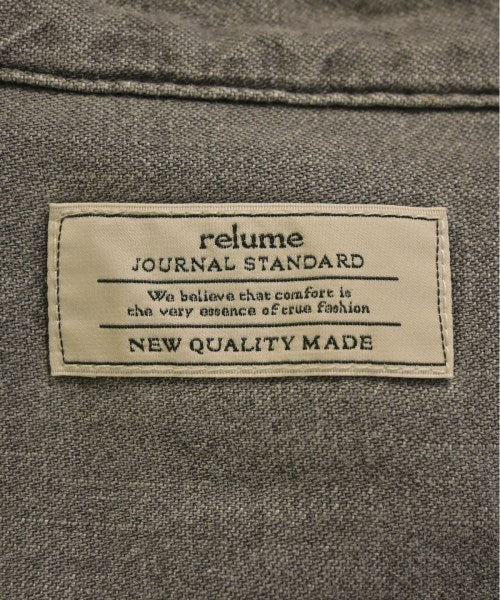 relume
JOURNAL STANDARD
We believe that comfort is
the very essence of true fashion
NEW QUALITY MADE